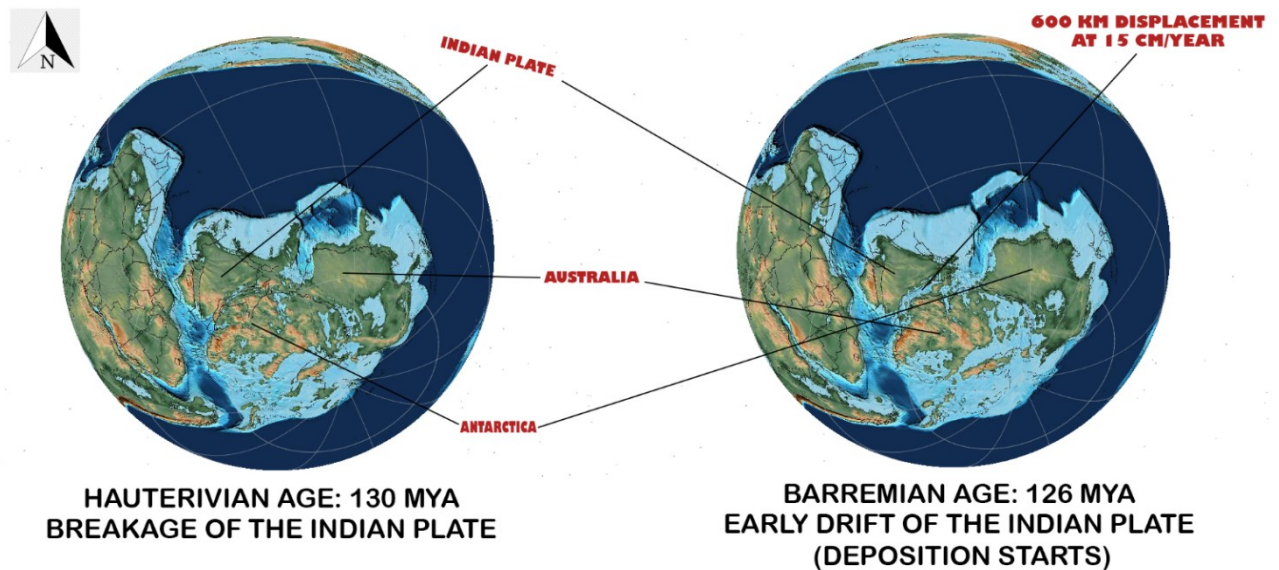 N
INDIAN PLATE
600 KM DISPLACEMENT
AT 15 CM/YEAR
AUSTRALIA
ANTARCTICA
HAUTERIVIAN AGE: 130 MYA
BREAKAGE OF THE INDIAN PLATE
BARREMIAN AGE: 126 MYA
EARLY DRIFT OF THE INDIAN PLATE
(DEPOSITION STARTS)